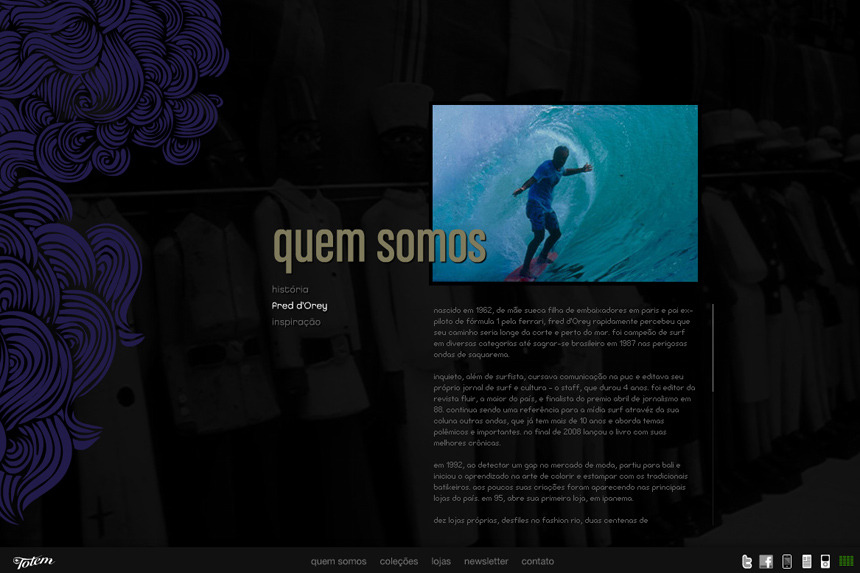 quem somos
história
Fred d'Orey
inspiração
nascido em 1962, de mãe sueca filha de embaixadores em paris e pai ex-
piloto de fórmula 1 pela ferrari, fred d'Orey rapidamente percebeu que
seu caminho seria longe da corte e perto do mar. foi campeão de surf
em diversas categorias até sagrar-se brasileiro em 1987 nas perigosas
ondas de saquarema.
inquieto, além de surfista, cursava comunicação na puc e editava seu
próprio jornal de surf e cultura - o staff, que durou 4 anos. foi editor da
revista fluir, a maior do país, e finalista do premio abril de jornalismo em
88. continua sendo uma referência para a mídia surf através da sua
coluna outras ondas, que já tem mais de 10 anos e aborda temas
polêmicos e importantes. no final de 2008 lançou o livro com suas
melhores crônicas.
em 1992, ao detectar um gap no mercado de moda, partiu para bali e
iniciou o aprendizado na arte de colorir e estampar com os tradicionais
batikeiros. aos poucos suas criações foram aparecendo nas principais
lojas do país. em 95, abre sua primeira loja, em ipanema.
dez lojas próprias, desfiles no fashion rio, duas centenas de
Totem
quem somos
coleções
lojas
newsletter
contato